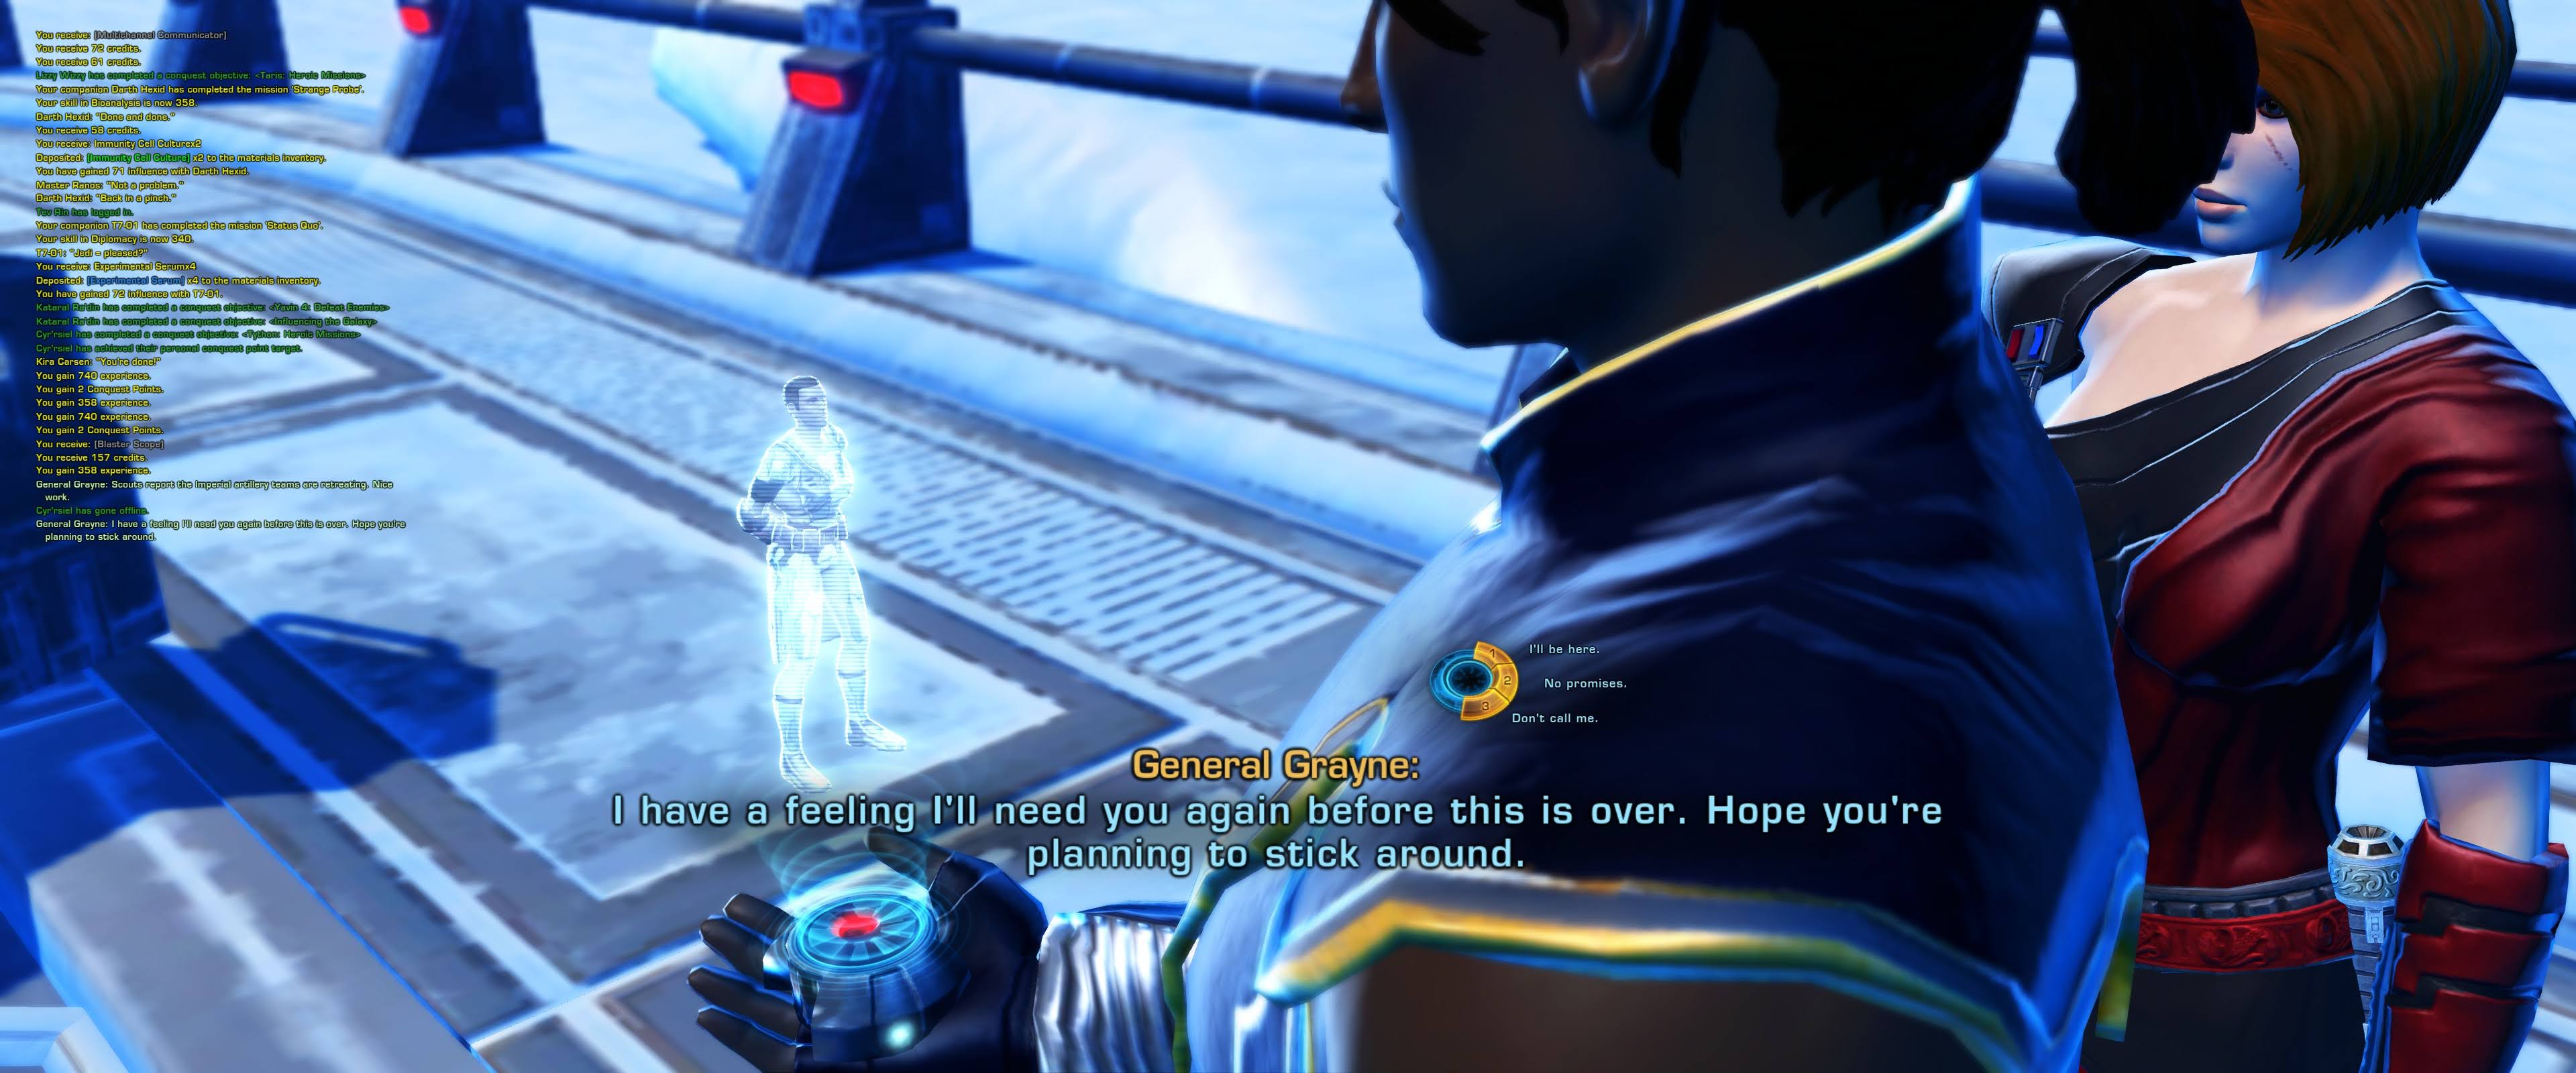 You receive: [Multichannel Communicator]
You receive 72 credits.
You receive 61 credits.
Lizzy Wizzy has completed a conquest objective: <Taris: Heroic Missions>
Your companion Darth Hexid has completed the mission 'Strange Probe'.
Your skill in Bioanalysis is now 358.
Darth Hexid: "Done and done."
You receive 58 credits.
You receive: Immunity Cell Culturex2
Deposited: [Immunity Cell Culture] x2 to the materials inventory.
You have gained 71 influence with Darth Hexid.
Master Ranos: "Not a problem."
Darth Hexid: "Back in a pinch."
Tev Rin has logged in.
Your companion T7-01 has completed the mission 'Status Quo'.
Your skill in Diplomacy is now 340.
T7-01: "Jedi = pleased?"
You receive: Experimental Serumx4
Deposited: [Experimental Serum] x4 to the materials inventory.
You have gained 72 influence with T7-01.
Kataral Ra'din has completed a conquest objective: <Yavin 4: Defeat Enemies>
Kataral Ra'din has completed a conquest objective: <Influencing the Galaxy>
Cyr'rsiel has completed a conquest objective: <Tython: Heroic Missions>
Cyr'rsiel has achieved their personal conquest point target.
Kira Carsen: "You're done!"
You gain 740 experience.
You gain 2 Conquest Points.
You gain 358 experience.
You gain 740 experience.
You gain 2 Conquest Points.
You receive: [Blaster Scope]
You receive 157 credits.
You gain 358 experience.
General Grayne: Scouts report the Imperial artillery teams are retreating. Nice
work.
Cyr'rsiel has gone offline.
General Grayne: I have a feeling I'll need you again before this is over. Hope you're
planning to stick around.
1 I'll be here.
2 No promises.
3 Don't call me.
General Grayne:
I have a feeling I'll need you again before this is over. Hope you're
planning to stick around.